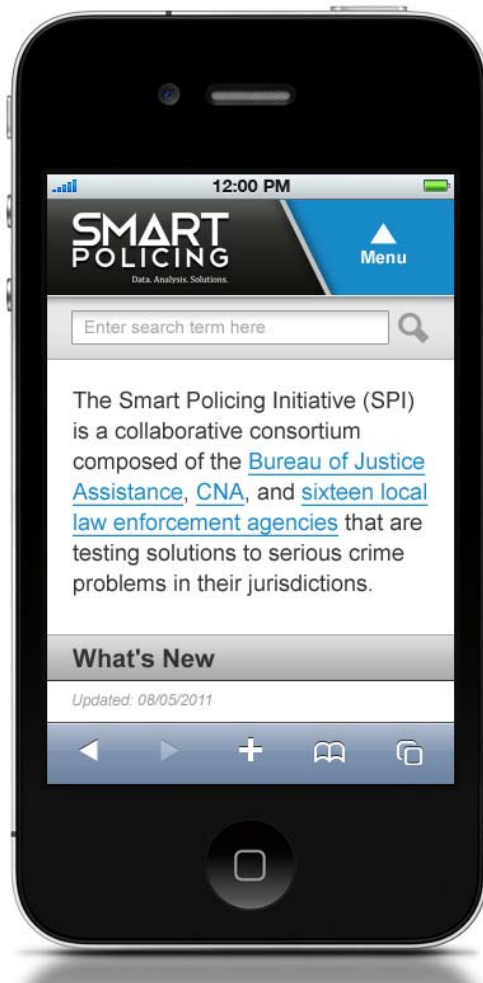 12:00 PM
SMART
POLICING
Data. Analysis. Solutions.
Menu
Enter search term here
The Smart Policing Initiative (SPI)
is a collaborative consortium
composed of the Bureau of Justice
Assistance, CNA, and sixteen local
law enforcement agencies that are
testing solutions to serious crime
problems in their jurisdictions.
What's New
Updated: 08/05/2011